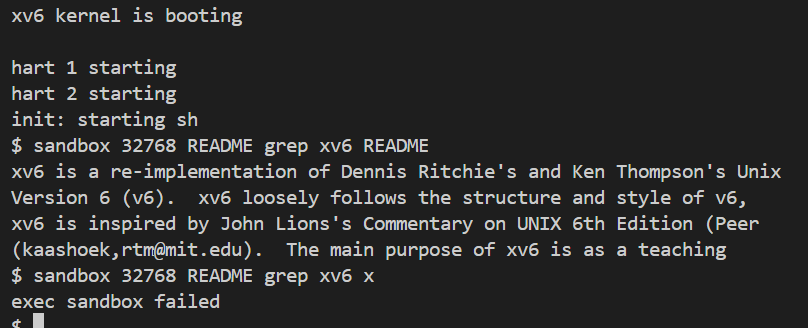 xv6 kernel is booting
hart 1 starting
hart 2 starting
init: starting sh
$ sandbox 32768 README grep xv6 README
xv6 is a re-implementation of Dennis Ritchie's and Ken Thompson's Unix
Version 6 (v6).  xv6 loosely follows the structure and style of v6,
xv6 is inspired by John Lions's Commentary on UNIX 6th Edition (Peer
(kaashoek,rtm@mit.edu).  The main purpose of xv6 is as a teaching
$ sandbox 32768 README grep xv6 x
exec sandbox failed
$